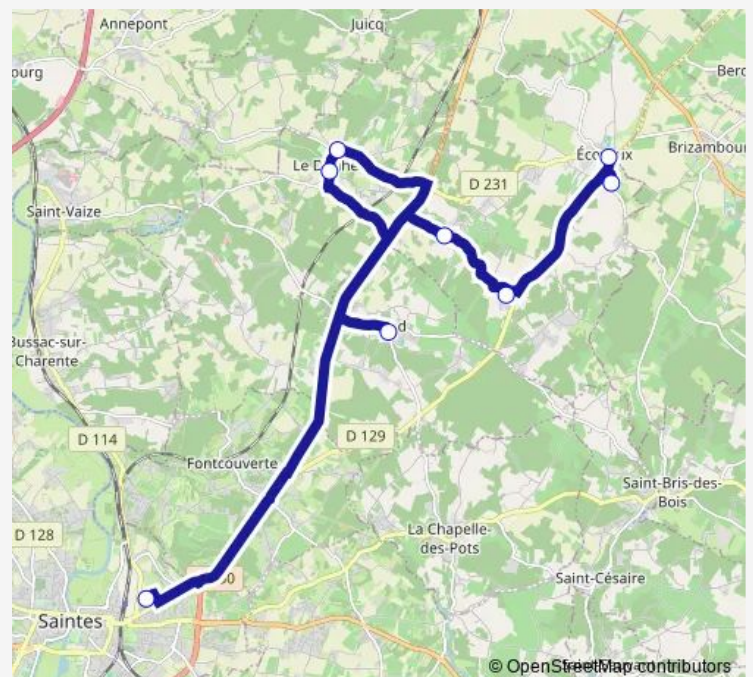 Annepont
Juicq
ourg
Berc
Écoyeux
Brizambour
Le Douhet
D 231
Saint-Vaize
d
Bussac-sur-
Charente
D 114
D 129
Fontcouverte
Saint-Bris-des-
Bois
D 128
La Chapelle-
des-Pots
Saint-Césaire
Saintes
© OpenStreetMap contributors